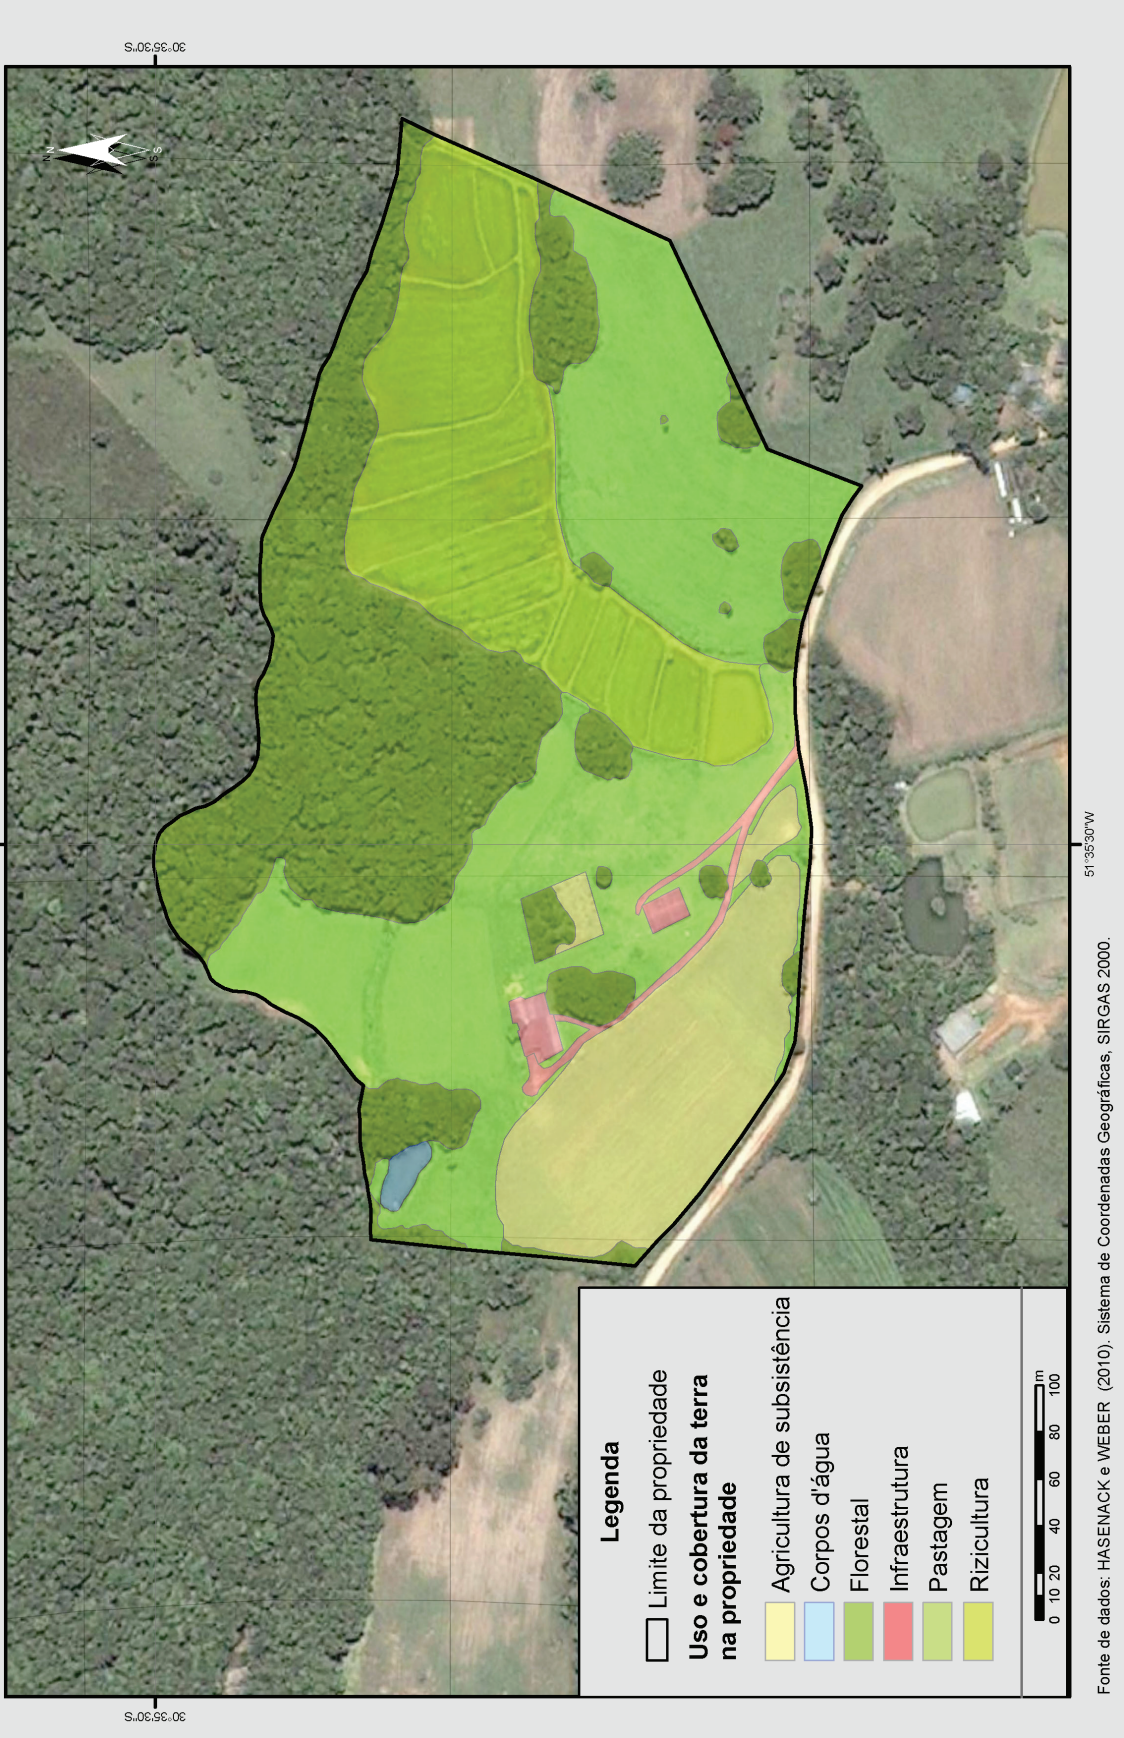 30°35'30"S
30°35'30"S
N
N
S
S
51°35'30"W
Legenda
Limite da propriedade
Uso e cobertura da terra
na propriedade
Agricultura de subsistência
Corpos d'água
Florestal
Infraestrutura
Pastagem
Rizicultura
m
0 10 20 40 60 80 100
Fonte de dados: HASENACK e WEBER (2010). Sistema de Coordenadas Geográficas, SIRGAS 2000.